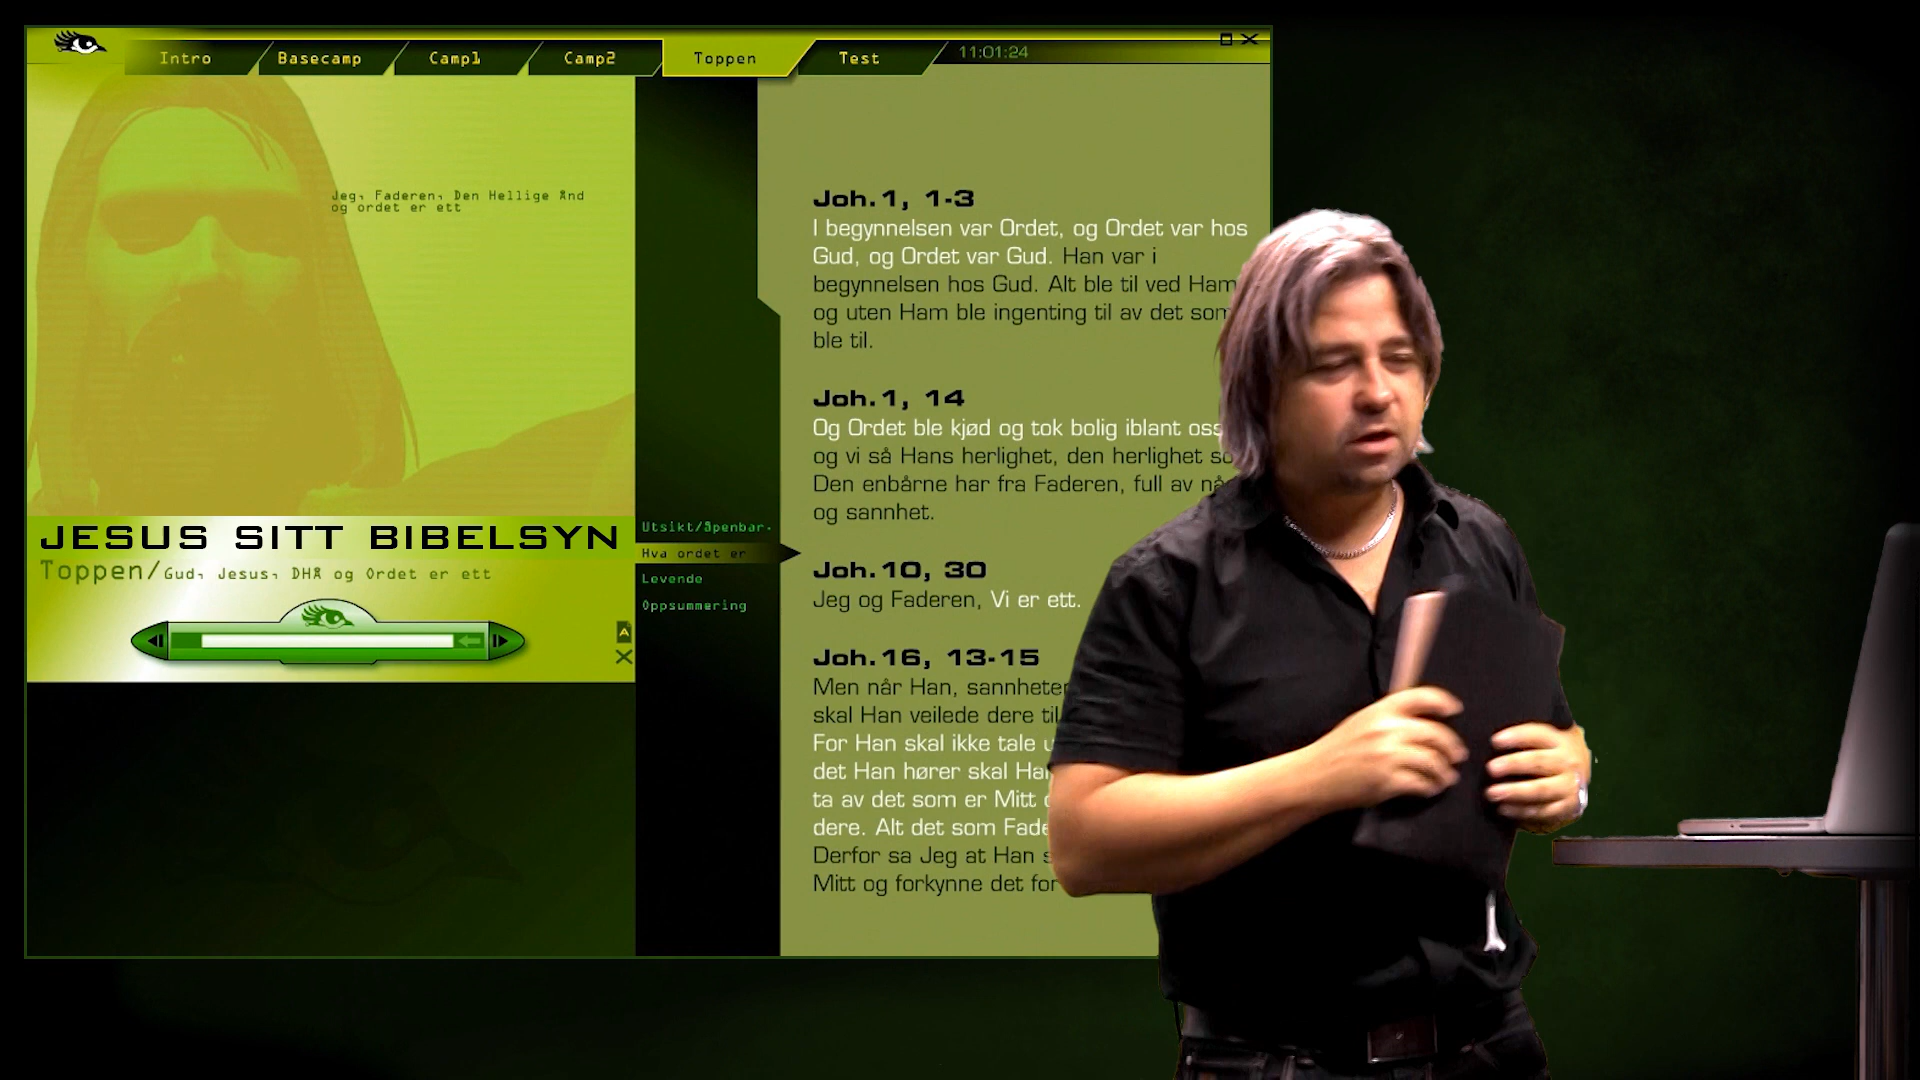 Intro
Basecamp
Camp1
Camp2
Toppen
Test
11:01:24
Jeg, Faderen, Den Hellige Ånd
og ordet er ett
JESUS SITT BIBELSYN
Toppen/Gud, Jesus, DHÅ og Ordet er ett
A
Utsikt/Åpenbar.
Hva ordet er
Levende
Oppsummering
Joh.1, 1-3
I begynnelsen var Ordet, og Ordet var hos
Gud, og Ordet var Gud. Han var i
begynnelsen hos Gud. Alt ble til ved Ham
og uten Ham ble ingenting til av det som
ble til.
Joh.1, 14
Og Ordet ble kjød og tok bolig iblant oss
og vi så Hans herlighet, den herlighet
Den enbårne har fra Faderen, full av
og sannhet.
Joh.10, 30
Jeg og Faderen, Vi er ett.
Joh.16, 13-15
Men når Han,
skal Han veilede dere til
For Han skal ikke tale
det Han hører skal
ta av det som er Mitt
dere. Alt det som
Derfor sa Jeg at Han
Mitt og forkynne det for